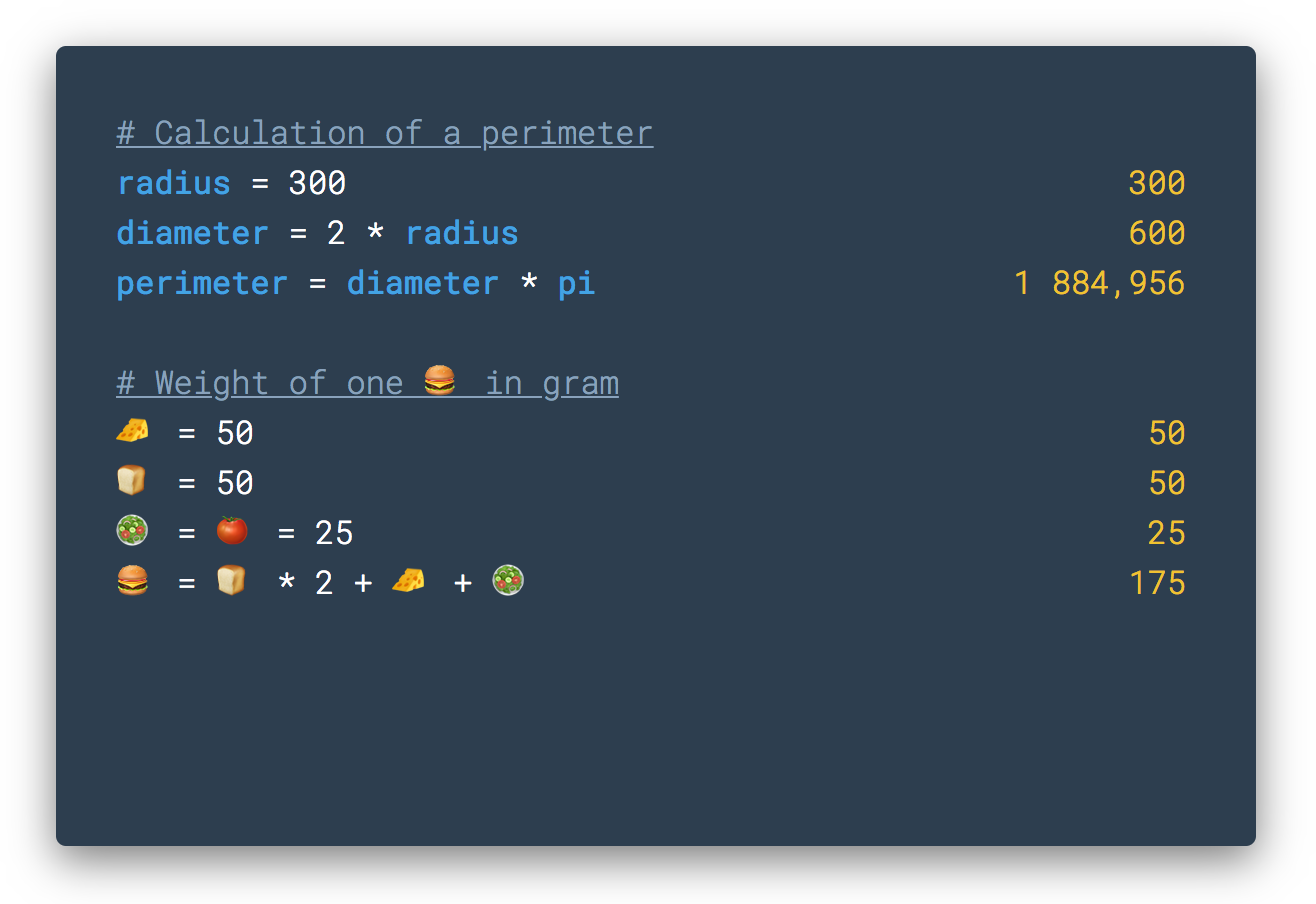 # Calculation of a perimeter
radius = 300 300
diameter = 2 * radius 600
perimeter = diameter * pi 1 884,956
# Weight of one 🍔 in gram
🧀 = 50 50
🍞 = 50 50
🥗 = 🍅 = 25 25
🍔 = 🍞 * 2 + 🧀 + 🥗 175